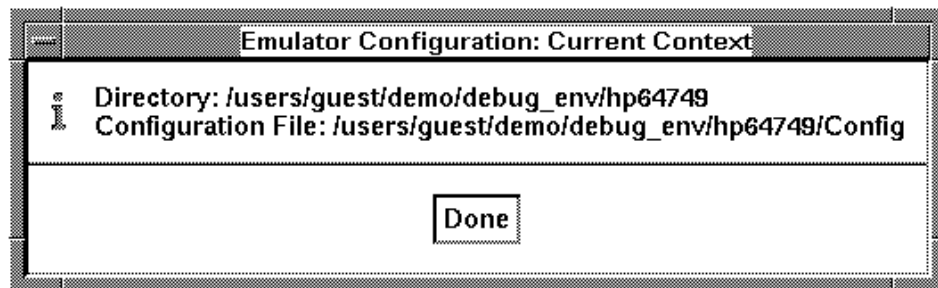 Emulator Configuration: Current Context
Directory: /users/guest/demo/debug_env/hp64749
Configuration File: /users/guest/demo/debug_env/hp64749/Config
Done